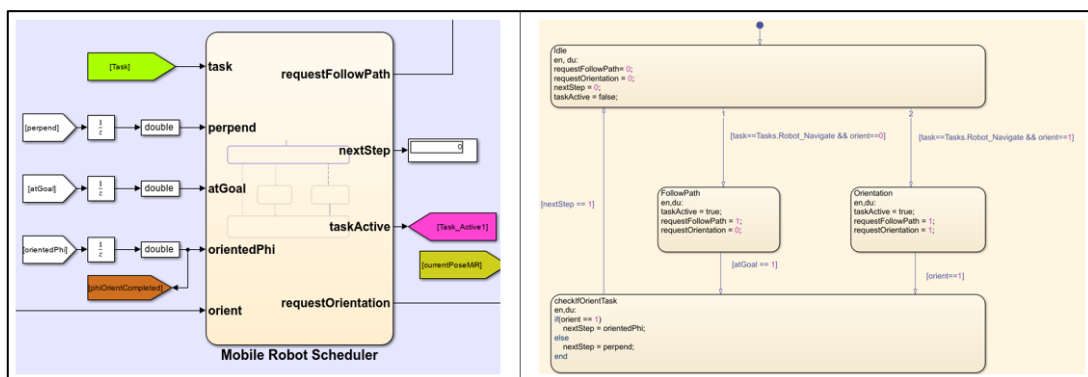 [Task]
task
requestFollowPath
[perpend]
1
z
double
perpend
nextStep
0
[atGoal]
1
z
double
atGoal
taskActive
[Task_Active1]
[orientedPhi]
1
z
double
orientedPhi
[currentPoseMiR]
[phiOrientCompleted]
requestOrientation
orient
Mobile Robot Scheduler
Idle
en, du:
requestFollowPath= 0;
requestOrientation = 0;
nextStep = 0;
taskActive = false;
1
2
[task==Tasks.Robot_Navigate && orient==0]
[task==Tasks.Robot_Navigate && orient==1]
FollowPath
en,du:
taskActive = true;
requestFollowPath = 1;
requestOrientation = 0;
Orientation
en,du:
taskActive = true;
requestFollowPath = 1;
requestOrientation = 1;
[nextStep == 1]
[atGoal == 1]
[orient==1]
checkIfOrientTask
en,du:
if(orient == 1)
nextStep = orientedPhi;
else
nextStep = perpend;
end